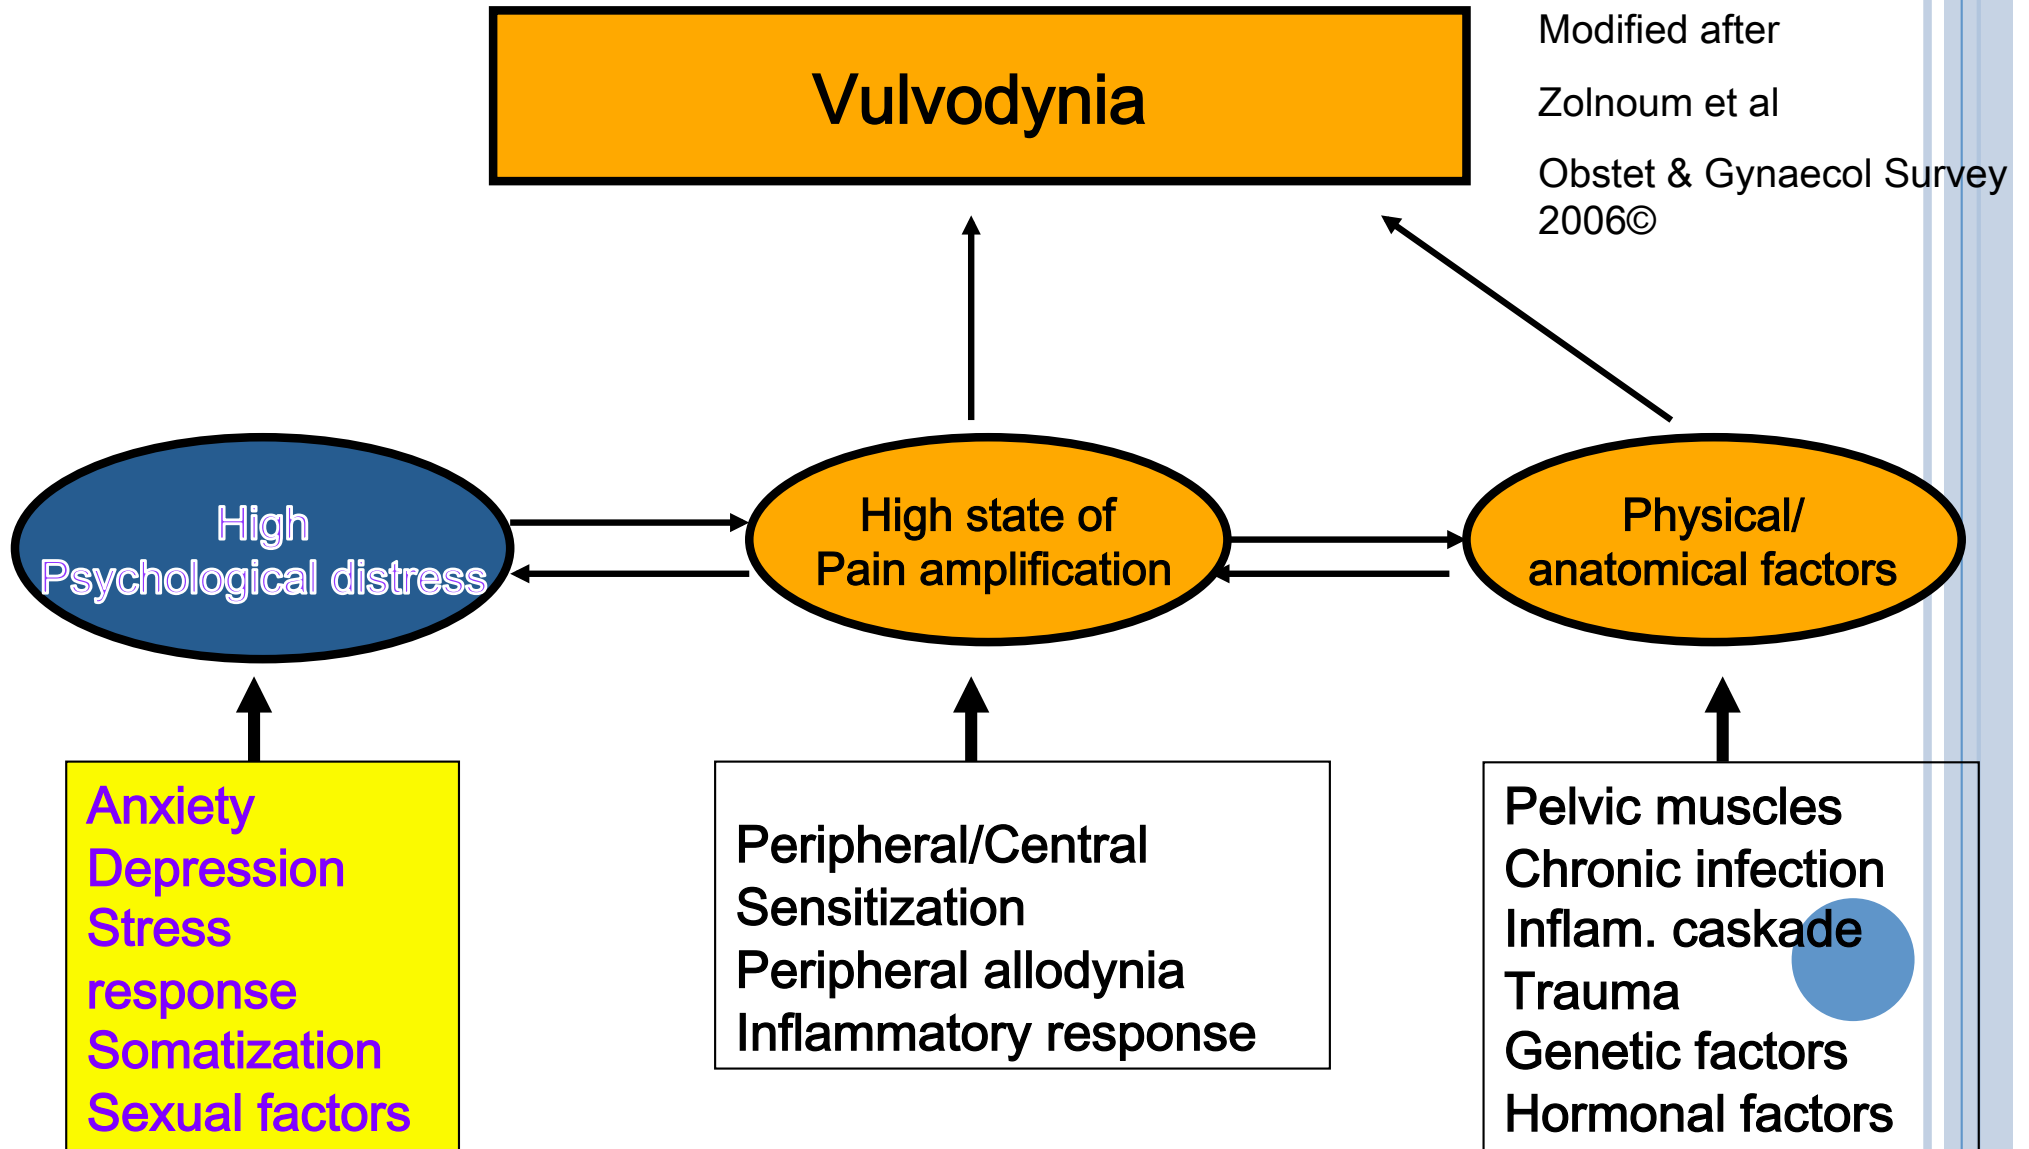 Vulvodynia
Modified after
Zolnoum et al
Obstet & Gynaecol Survey
2006©
High
Psychological distress
High state of
Pain amplification
Physical/
anatomical factors
Anxiety
Depression
Stress
response
Somatization
Sexual factors
Peripheral/Central
Sensitization
Peripheral allodynia
Inflammatory response
Pelvic muscles
Chronic infection
Inflam. caskade
Trauma
Genetic factors
Hormonal factors